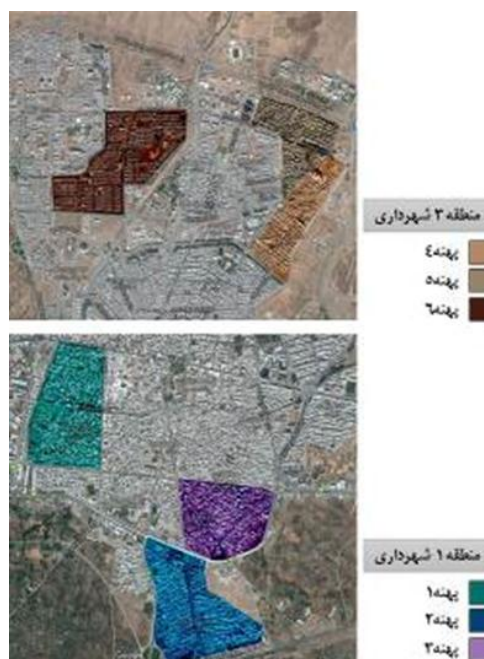 منطقه ۳ شهرداری
پهنه٤
پهنه٥
پهنه٦
منطقه ۱ شهرداری
پهنه۱
پهنه۲
پهنه۳